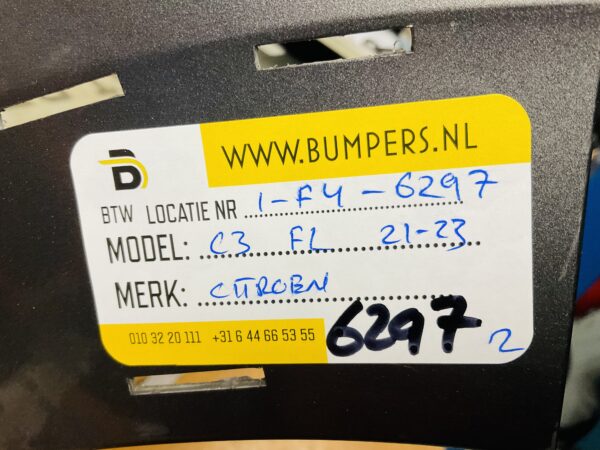 WWW.BUMPERS.NL
D
BTW LOCATIE NR 1-F4-6297
MODEL: C3 FL 21-23
MERK: CITROEN
010 32 20 111 +31 6 44 66 53 55
6297 2